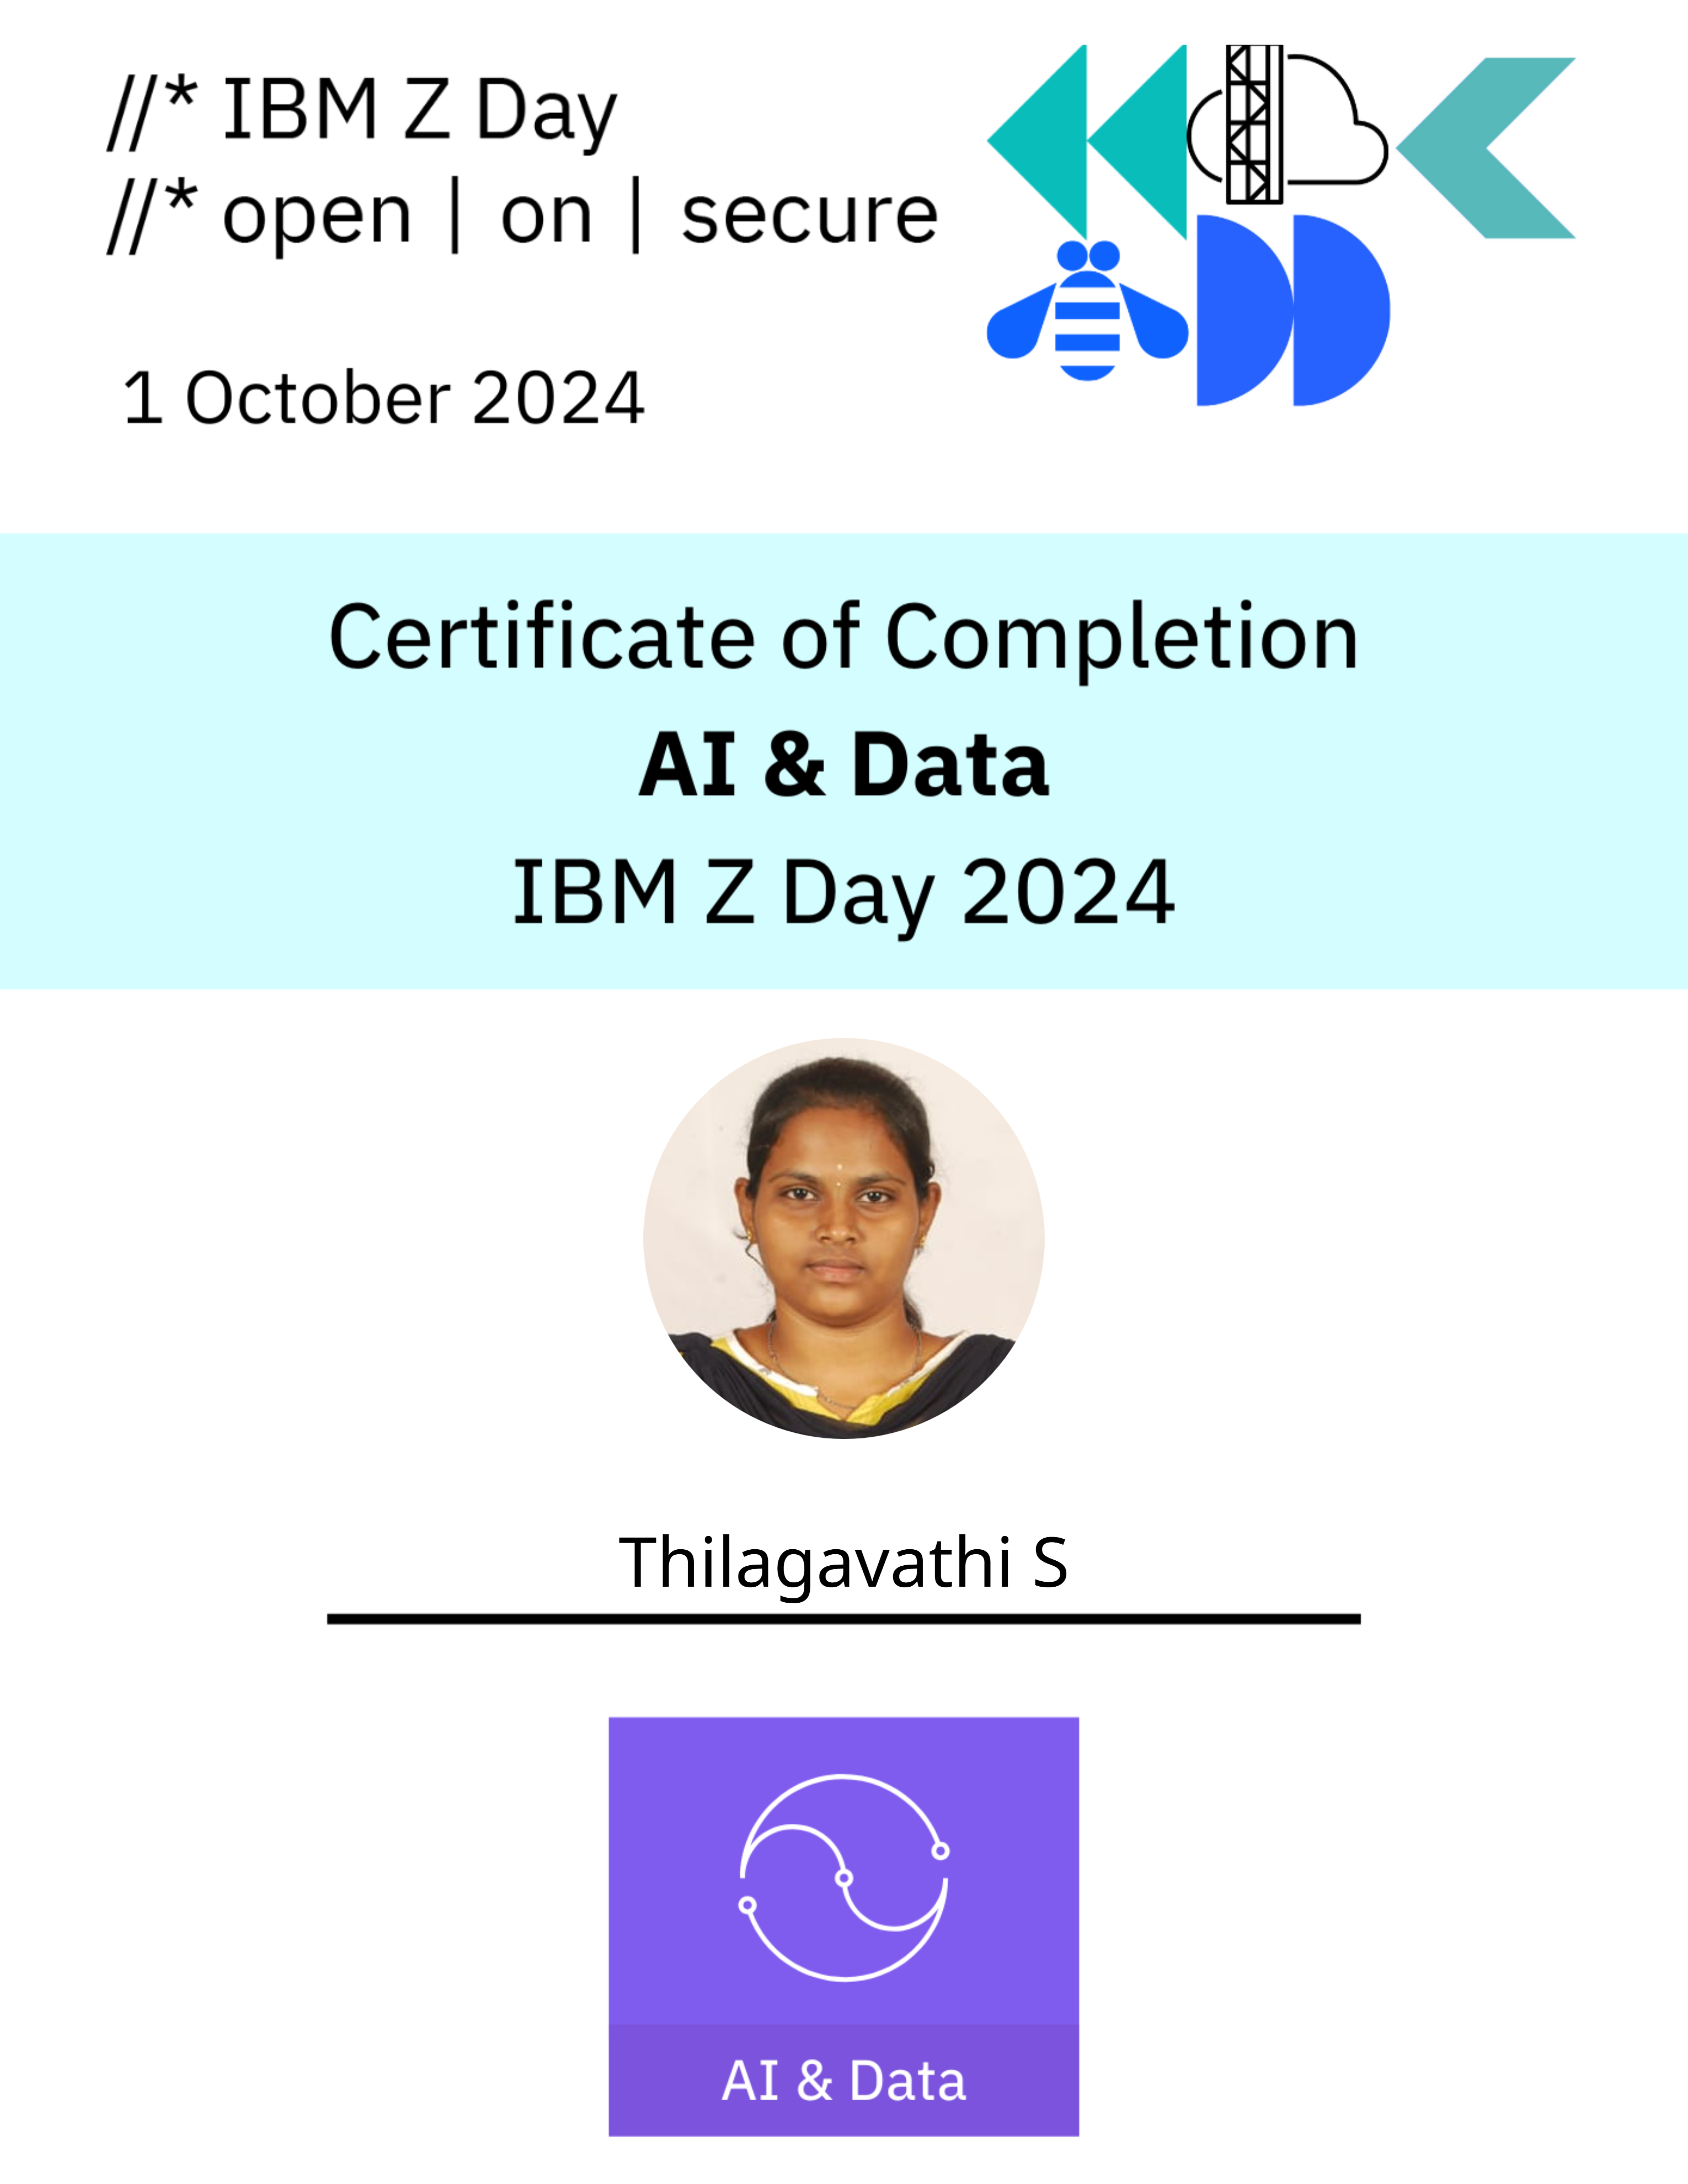 //* IBM Z Day
//* open | on | secure
1 October 2024
Certificate of Completion
AI & Data
IBM Z Day 2024
Thilagavathi S
AI & Data